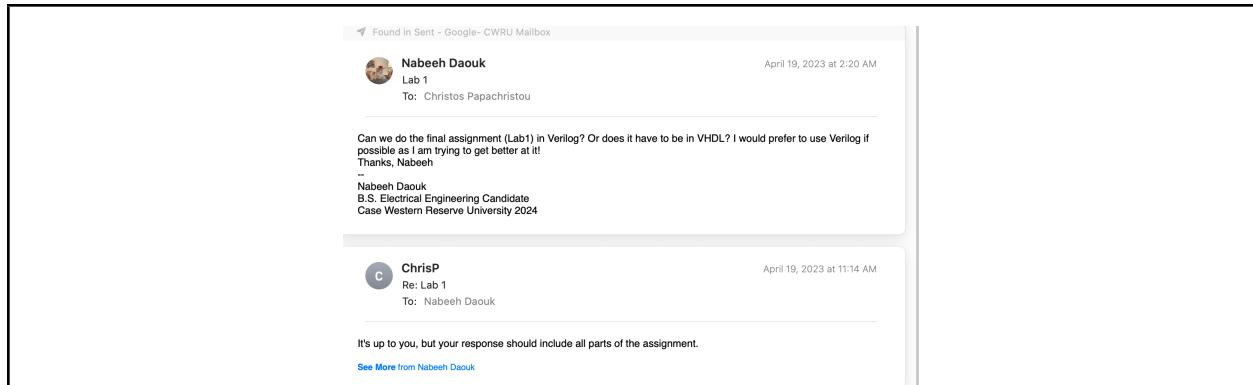 Found in Sent - Google- CWRU Mailbox
Nabeeh Daouk
April 19, 2023 at 2:20 AM
Lab 1
To: Christos Papachristou
Can we do the final assignment (Lab1) in Verilog? Or does it have to be in VHDL? I would prefer to use Verilog if
possible as I am trying to get better at it!
Thanks, Nabeeh
--
Nabeeh Daouk
B.S. Electrical Engineering Candidate
Case Western Reserve University 2024
C
ChrisP
April 19, 2023 at 11:14 AM
Re: Lab 1
To: Nabeeh Daouk
It's up to you, but your response should include all parts of the assignment.
See More from Nabeeh Daouk